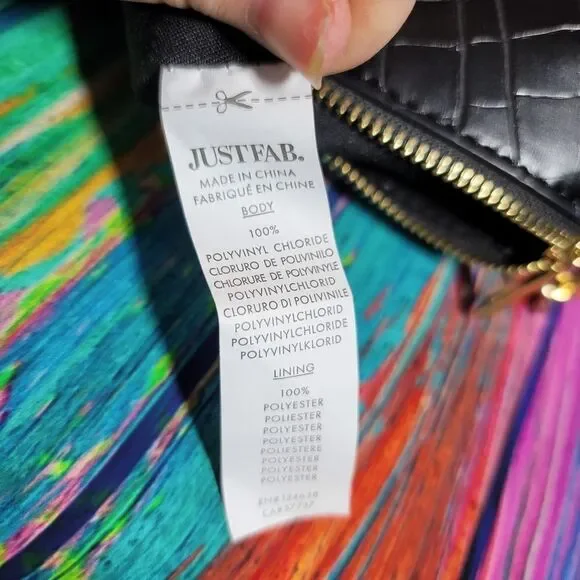 JUSTFAB.
MADE IN CHINA
FABRIQUÉ EN CHINE
BODY
100%
POLYVINYL CHLORIDE
CLORURO DE POLIVINILO
CHLORURE DE POLYVINYLE
POLYVINYLCHLORID
CLORURO DI POLIVINILE
POLYVINYLCHLORID
POLYVINYLCHLORIDE
POLYVINYLKLORID
LINING
100%
POLYESTER
POLIESTER
POLYESTER
POLYESTER
POLIESTERE
POLYESTER
POLYESTER
POLYESTER